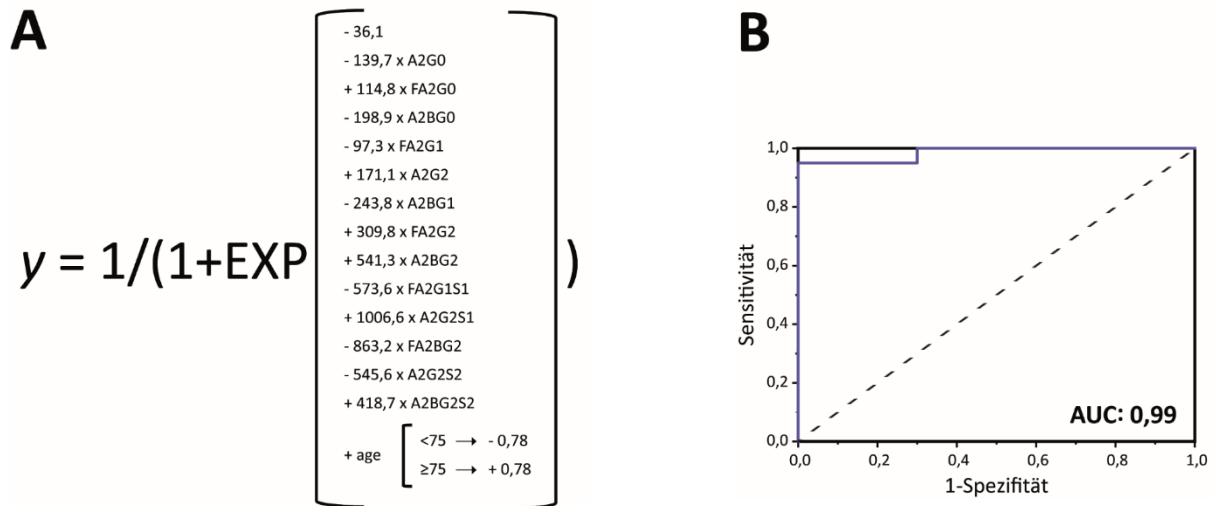 A
y = 1/(1+EXP
- 36,1
- 139,7 x A2G0
+ 114,8 x FA2G0
- 198,9 x A2BG0
- 97,3 x FA2G1
+ 171,1 x A2G2
- 243,8 x A2BG1
+ 309,8 x FA2G2
+ 541,3 x A2BG2
- 573,6 x FA2G1S1
+ 1006,6 x A2G2S1
- 863,2 x FA2BG2
- 545,6 x A2G2S2
+ 418,7 x A2BG2S2
+ age
<75 → - 0,78
≥75 → + 0,78
)
B
Sensitivität
1,0
0,8
0,6
0,4
0,2
0,0
AUC: 0,99
0,0 0,2 0,4 0,6 0,8 1,0
1-Spezifität